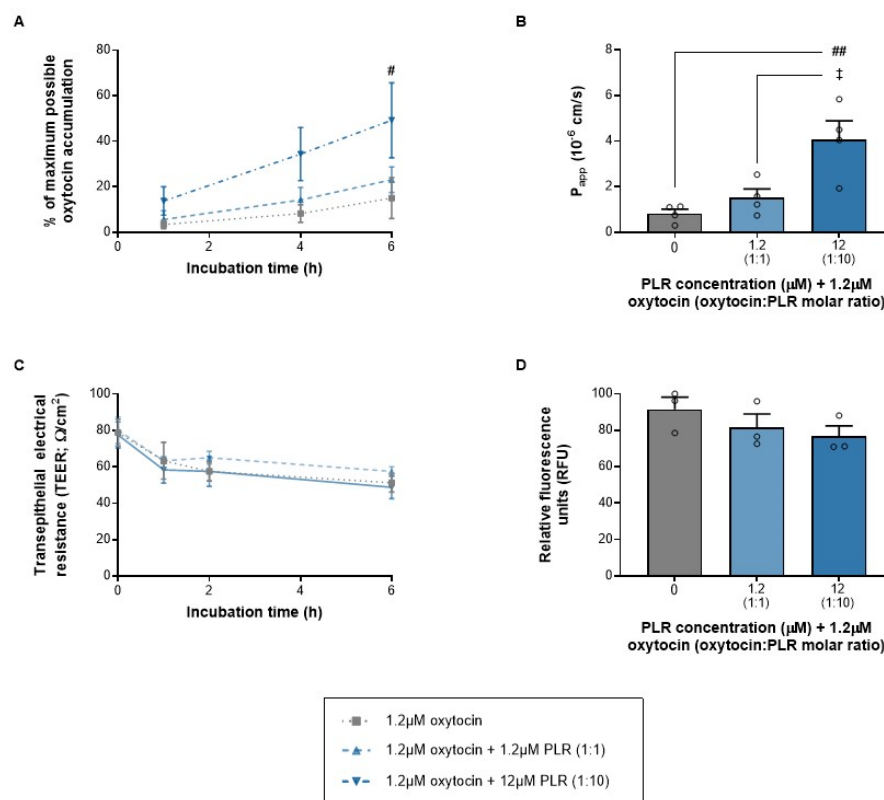 A
% of maximum possible
oxytocin accumulation
80
60
40
20
0
#
0
2
4
6
Incubation time (h)
B
P_app (10^-6 cm/s)
8
6
4
2
0
##
‡
0
1.2
(1:1)
12
(1:10)
PLR concentration (μM) + 1.2μM
oxytocin (oxytocin:PLR molar ratio)
C
Transepithelial electrical
resistance (TEER; Ω/cm²)
100
80
60
40
20
0
0
2
4
6
Incubation time (h)
D
Relative fluorescence
units (RFU)
100
80
60
40
20
0
0
1.2
(1:1)
12
(1:10)
PLR concentration (μM) + 1.2μM
oxytocin (oxytocin:PLR molar ratio)
1.2μM oxytocin
1.2μM oxytocin + 1.2μM PLR (1:1)
1.2μM oxytocin + 12μM PLR (1:10)